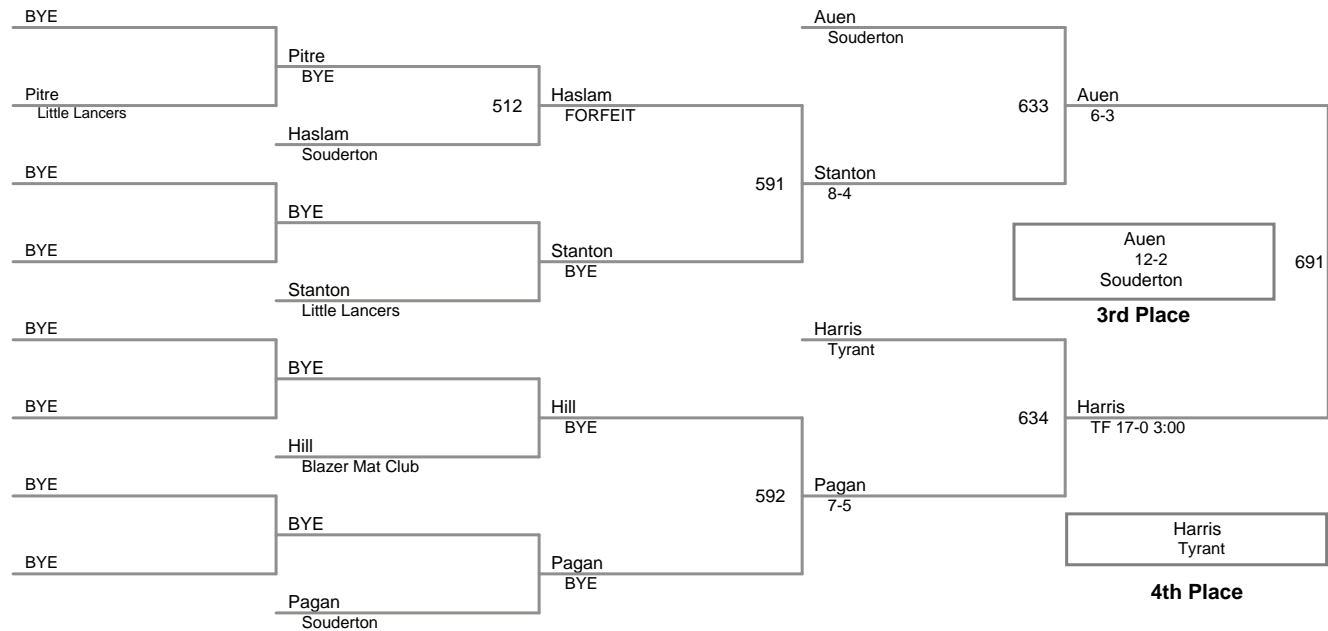 BYE
Pitre
Little Lancers
BYE
BYE
BYE
BYE
BYE
BYE
Pitre
BYE
Haslam
Souderton
BYE
Stanton
Little Lancers
BYE
Hill
Blazer Mat Club
BYE
Pagan
Souderton
512
Haslam
FORFEIT
Stanton
BYE
Hill
BYE
Pagan
BYE
591
592
Auen
Souderton
Stanton
8-4
Harris
Tyrant
Pagan
7-5
633
634
Auen
6-3
Harris
TF 17-0 3:00
691
Auen
12-2
Souderton
3rd Place
Harris
Tyrant
4th Place